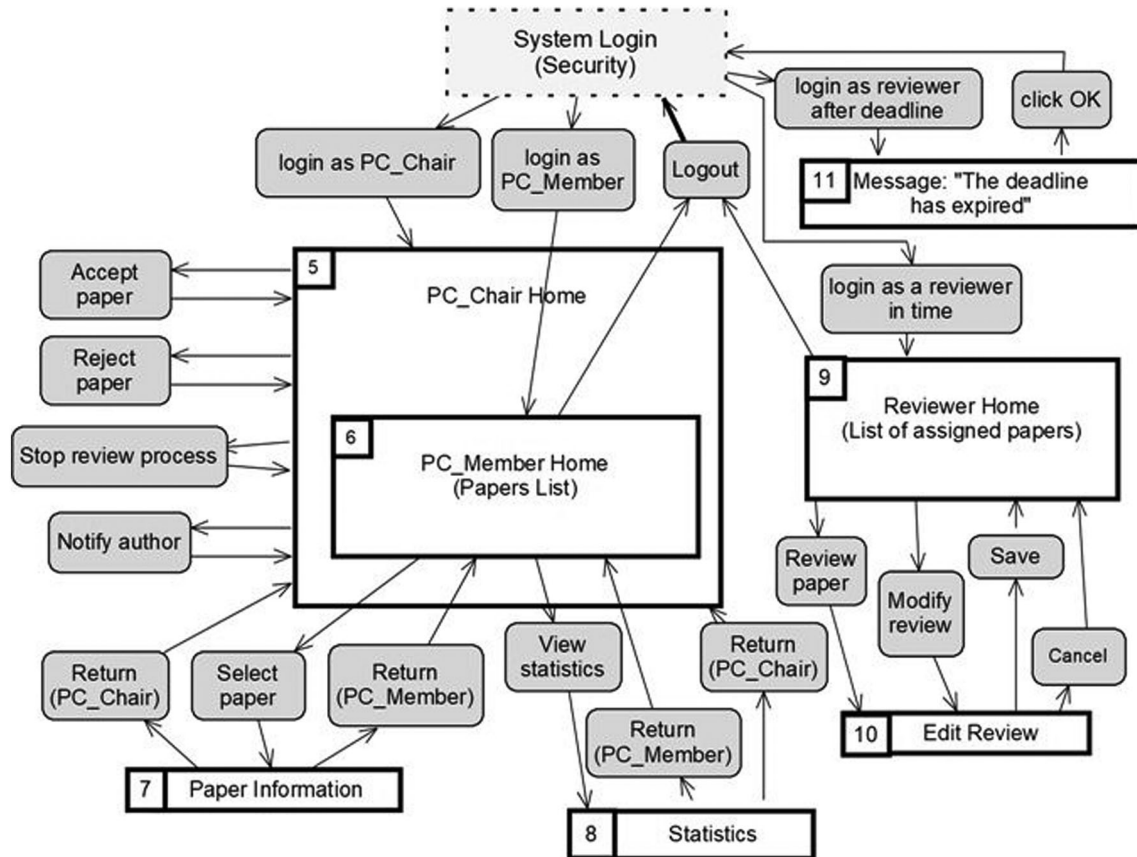 System Login
(Security)
login as reviewer
after deadline
click OK
login as PC_Chair
login as
PC_Member
Logout
11
Message: "The deadline
has expired"
5
PC_Chair Home
Accept
paper
login as a reviewer
in time
Reject
paper
9
Reviewer Home
(List of assigned papers)
Stop review process
6
PC_Member Home
(Papers List)
Notify author
Review
paper
Save
Modify
review
Return
(PC_Chair)
Select
paper
Return
(PC_Member)
View
statistics
Return
(PC_Chair)
Cancel
Return
(PC_Member)
10
Edit Review
7
Paper Information
8
Statistics